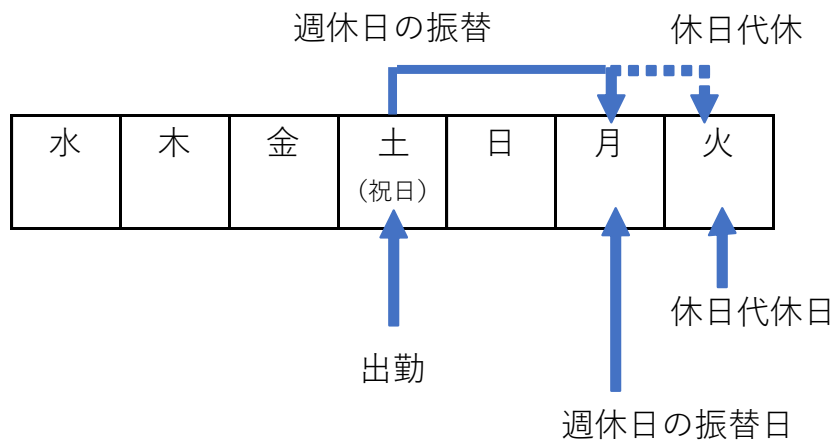 週休日の振替 休日代休
水 木 金 土 日 月 火
（祝日）
休日代休日
出勤
週休日の振替日